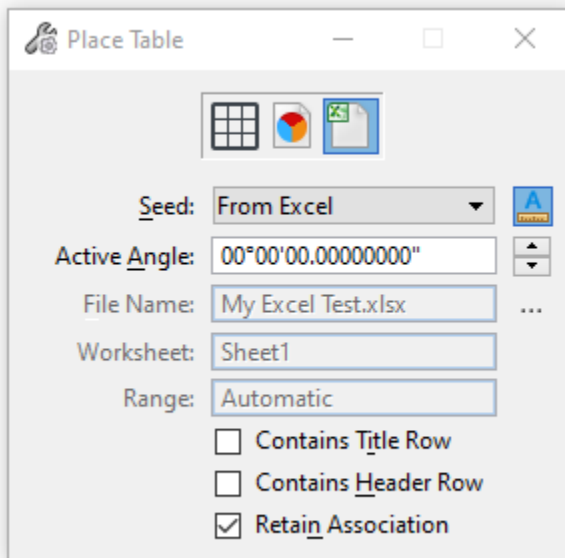 Place Table
Seed: From Excel
Active Angle: 00°00'00.00000000"
File Name: My Excel Test.xlsx ...
Worksheet: Sheet1
Range: Automatic
Contains Title Row
Contains Header Row
Retain Association